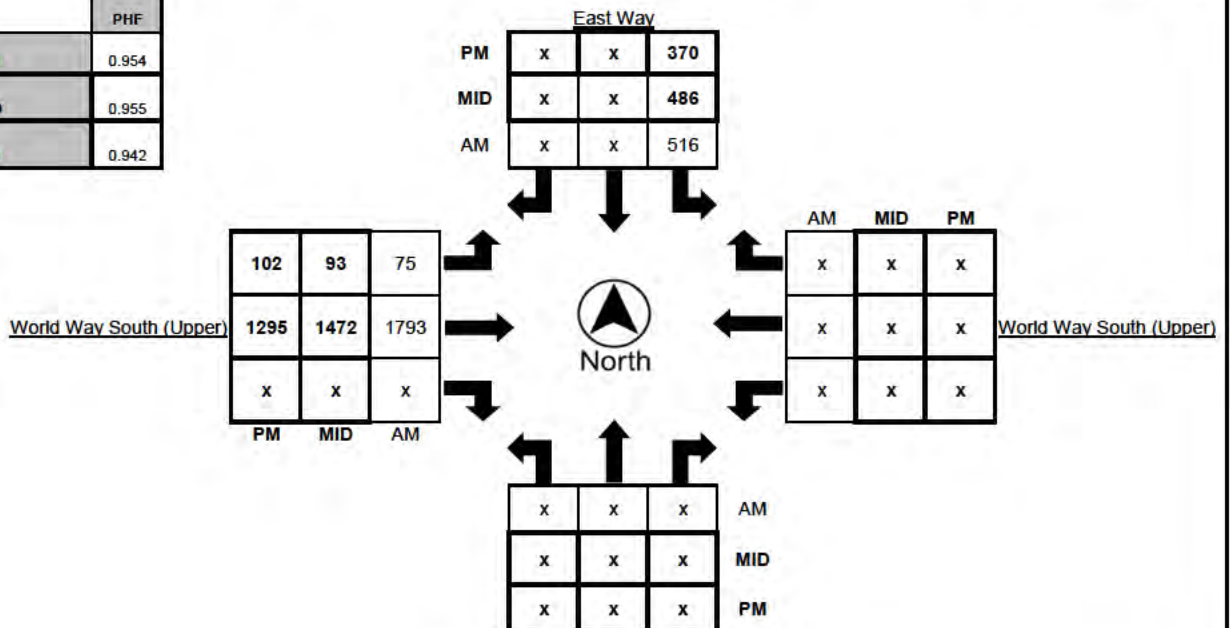 PHF
0.954
0.955
0.942
East Way
PM x x 370
MID x x 486
AM x x 516
AM MID PM
102 93 75
x x x
World Way South (Upper) 1295 1472 1793
x x x World Way South (Upper)
North
x x x
x x x
PM MID AM
x x x AM
x x x MID
x x x PM